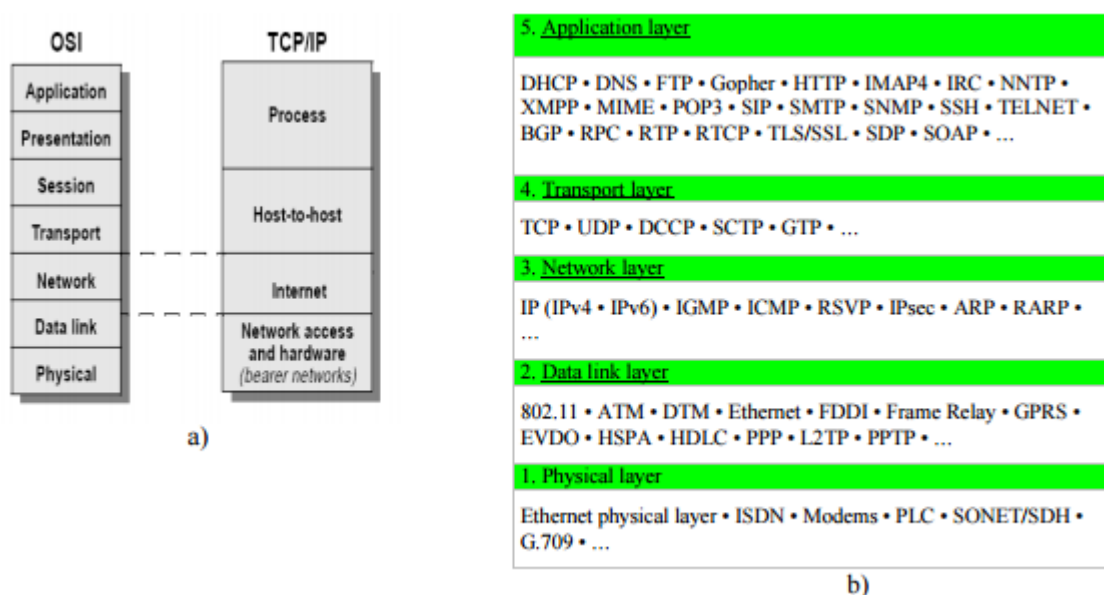 OSI
Application
Presentation
Session
Transport
Network
Data link
Physical
TCP/IP
Process
Host-to-host
Internet
Network access
and hardware
(bearer networks)
a)
5. Application layer
DHCP • DNS • FTP • Gopher • HTTP • IMAP4 • IRC • NNTP •
XMPP • MIME • POP3 • SIP • SMTP • SNMP • SSH • TELNET •
BGP • RPC • RTP • RTCP • TLS/SSL • SDP • SOAP • ...
4. Transport layer
TCP • UDP • DCCP • SCTP • GTP • ...
3. Network layer
IP (IPv4 • IPv6) • IGMP • ICMP • RSVP • IPsec • ARP • RARP •
...
2. Data link layer
802.11 • ATM • DTM • Ethernet • FDDI • Frame Relay • GPRS •
EVDO • HSPA • HDLC • PPP • L2TP • PPTP • ...
1. Physical layer
Ethernet physical layer • ISDN • Modems • PLC • SONET/SDH •
G.709 • ...
b)